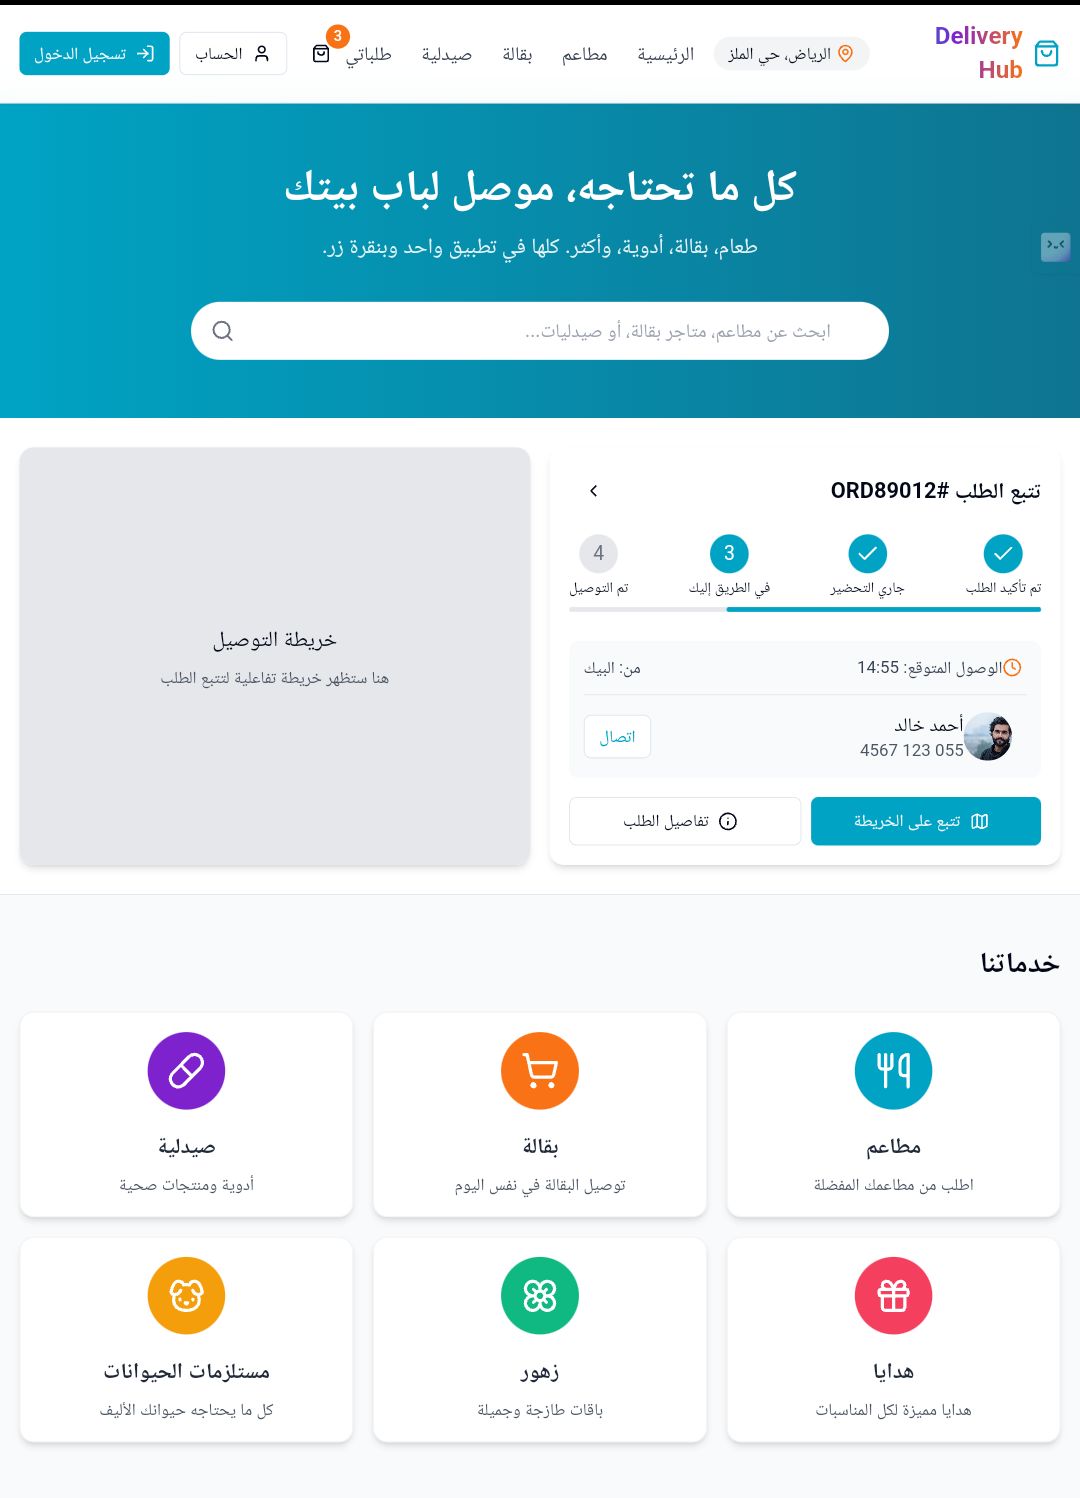 Delivery
Hub
الرياض، حي الملز
الرئيسية
مطاعم
بقالة
صيدلية
طلباتي
3
الحساب
تسجيل الدخول
كل ما تحتاجه، موصل لباب بيتك
طعام، بقالة، أدوية، وأكثر. كلها في تطبيق واحد وبنقرة زر.
ابحث عن مطاعم، متاجر بقالة، أو صيدليات...
تتبع الطلب #ORD89012
3
4
تم تأكيد الطلب
جاري التحضير
في الطريق إليك
تم التوصيل
الوصول المتوقع: 14:55
من: البيك
أحمد خالد
055 123 4567
اتصال
تتبع على الخريطة
تفاصيل الطلب
خريطة التوصيل
هنا ستظهر خريطة تفاعلية لتتبع الطلب
خدماتنا
مطاعم
اطلب من مطاعمك المفضلة
بقالة
توصيل البقالة في نفس اليوم
صيدلية
أدوية ومنتجات صحية
هدايا
هدايا مميزة لكل المناسبات
زهور
باقات طازجة وجميلة
مستلزمات الحيوانات
كل ما يحتاجه حيوانك الأليف